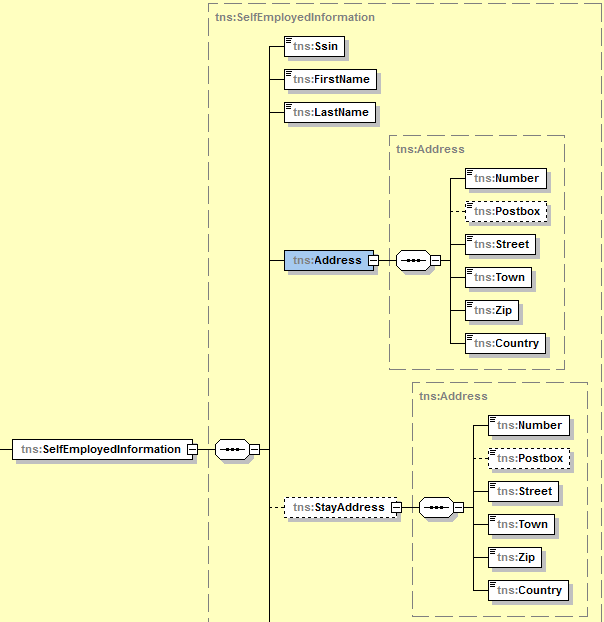 tns:SelfEmployedInformation
tns:Ssin
tns:FirstName
tns:LastName
tns:Address
tns:Number
tns:Postbox
tns:Street
tns:Address
tns:Town
tns:Zip
tns:Country
tns:Address
tns:Number
tns:SelfEmployedInformation
tns:Postbox
tns:Street
tns:StayAddress
tns:Town
tns:Zip
tns:Country